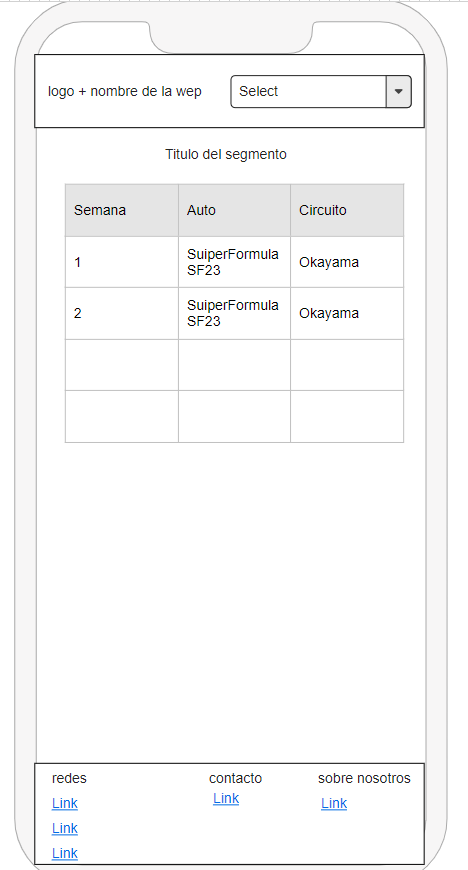 logo + nombre de la wep
Select
Titulo del segmento
Semana Auto Circuito
1 SuiperFormula SF23 Okayama
2 SuiperFormula SF23 Okayama
redes contacto sobre nosotros
Link Link Link
Link
Link